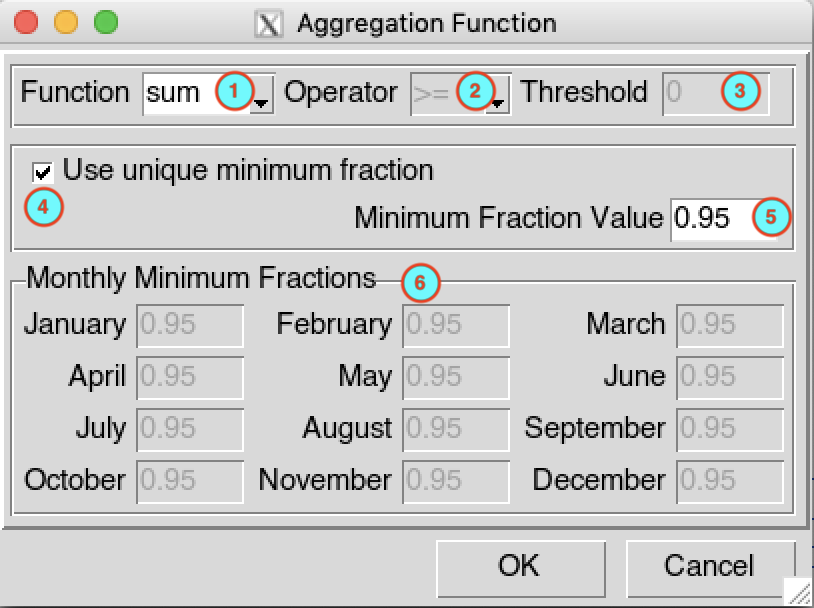 Aggregation Function
Function sum 1 Operator >= 2 Threshold 0 3
Use unique minimum fraction
4
Minimum Fraction Value 0.95 5
Monthly Minimum Fractions 6
January 0.95 February 0.95 March 0.95
April 0.95 May 0.95 June 0.95
July 0.95 August 0.95 September 0.95
October 0.95 November 0.95 December 0.95
OK Cancel